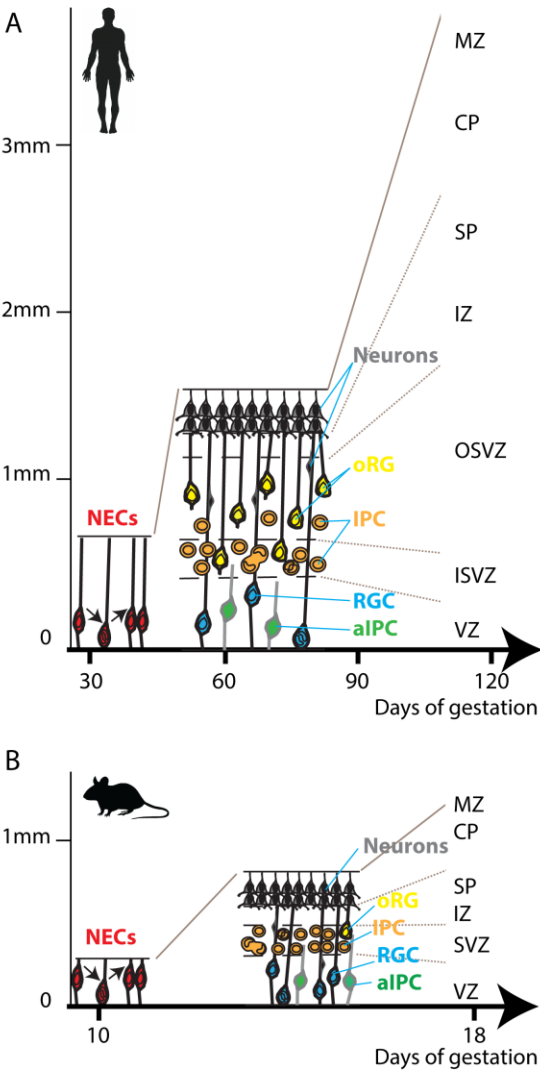 A
MZ
CP
3mm
SP
IZ
2mm
Neurons
OSVZ
oRG
1mm
NECs
IPC
ISVZ
RGC
aIPC
VZ
0
30
60
90
120
Days of gestation
B
MZ
1mm
CP
Neurons
SP
oRG
IZ
IPC
NECs
SVZ
RGC
aIPC
VZ
0
10
18
Days of gestation